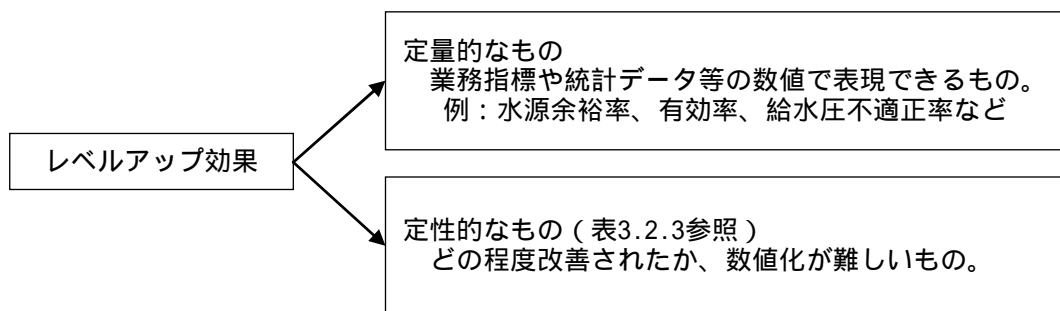 定量的なもの
業務指標や統計データ等の数値で表現できるもの。
例：水源余裕率、有効率、給水圧不適正率など
レベルアップ効果
定性的なもの（表3.2.3参照）
どの程度改善されたか、数値化が難しいもの。